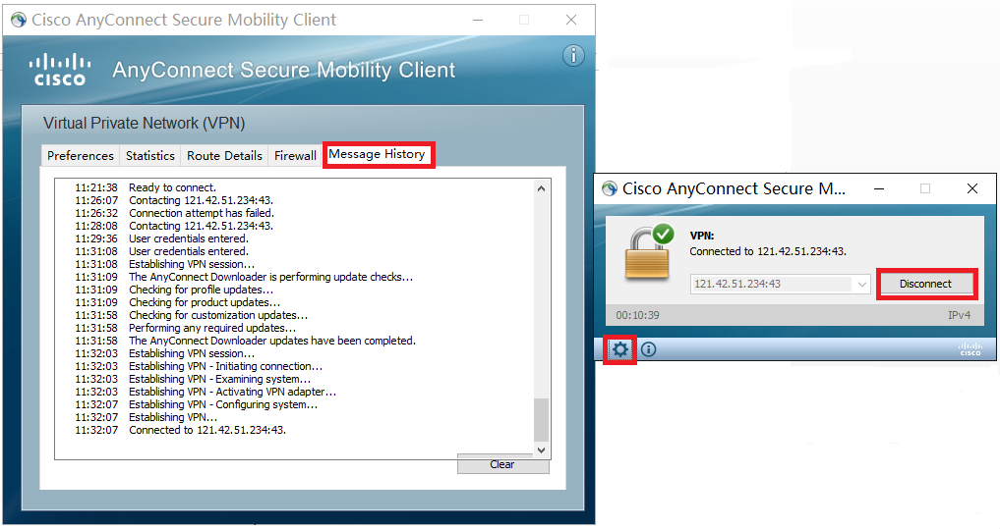 Cisco AnyConnect Secure Mobility Client
CISCO
AnyConnect Secure Mobility Client
Virtual Private Network (VPN)
Preferences Statistics Route Details Firewall Message History
11:21:38 Ready to connect.
11:26:07 Contacting 121.42.51.234:43.
11:26:32 Connection attempt has failed.
11:28:08 Contacting 121.42.51.234:43.
11:29:36 User credentials entered.
11:31:08 User credentials entered.
11:31:08 Establishing VPN session...
11:31:09 The AnyConnect Downloader is performing update checks...
11:31:09 Checking for profile updates...
11:31:09 Checking for product updates...
11:31:58 Checking for customization updates...
11:31:58 Performing any required updates...
11:31:58 The AnyConnect Downloader updates have been completed.
11:32:03 Establishing VPN session...
11:32:03 Establishing VPN - Initiating connection...
11:32:03 Establishing VPN - Examining system...
11:32:03 Establishing VPN - Activating VPN adapter...
11:32:07 Establishing VPN - Configuring system...
11:32:07 Establishing VPN...
11:32:07 Connected to 121.42.51.234:43.
Clear
Cisco AnyConnect Secure M...
VPN:
Connected to 121.42.51.234:43.
121.42.51.234:43 Disconnect
00:10:39 IPv4
CISCO